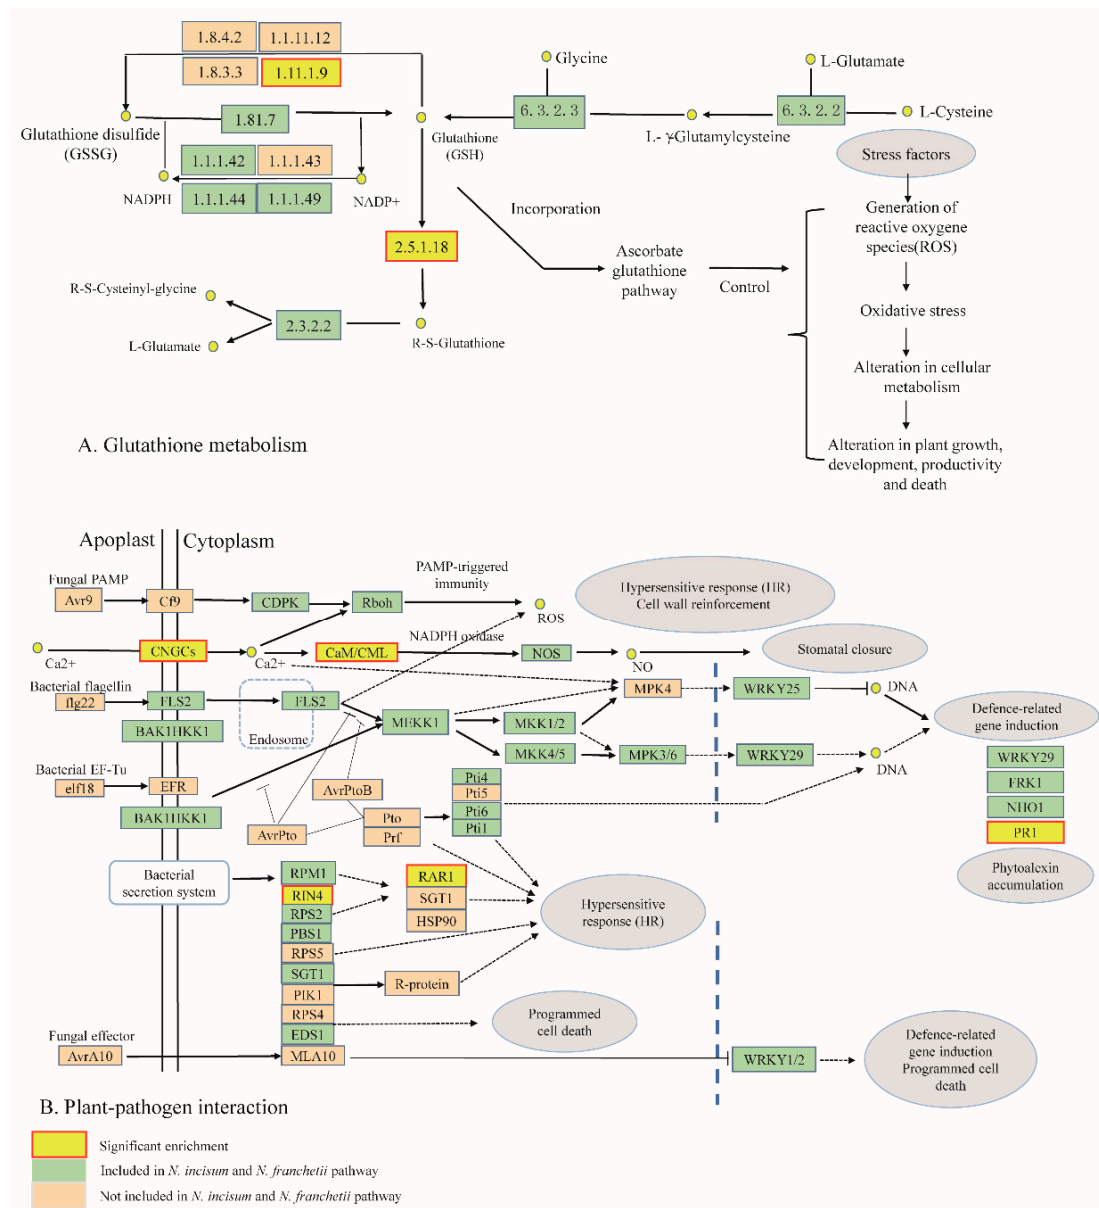 1.8.4.2
1.1.11.12
1.8.3.3
1.11.1.9
Glycine
L-Glutamate
6.3.2.3
6.3.2.2
L-Cysteine
1.81.7
Glutathione disulfide
(GSSG)
Glutathione
(GSH)
L-γ-Glutamylcysteine
1.1.1.42
1.1.1.43
NADPH
NADP+
1.1.1.44
1.1.1.49
Stress factors
Incorporation
Generation of
reactive oxygene
species(ROS)
2.5.1.18
Ascorbate
glutathione
pathway
Control
R-S-Cysteinyl-glycine
2.3.2.2
L-Glutamate
R-S-Glutathione
Oxidative stress
Alteration in cellular
metabolism
Alteration in plant growth,
development, productivity
and death
A. Glutathione metabolism
Apoplast
Cytoplasm
Fungal PAMP
Avr9
Cf9
CDPK
Rboh
PAMP-triggered
immunity
ROS
Hypersensitive response (HR)
Cell wall reinforcement
Ca2+
CNGCs
Ca2+
CaM/CML
NADPH oxidase
NOS
NO
Stomatal closure
Bacterial flagellin
flg22
FLS2
BAK1HKK1
FLS2
Endosome
MEKK1
MKK1/2
MKK4/5
MPK4
MPK3/6
WRKY25
WRKY29
DNA
DNA
Defence-related
gene induction
WRKY29
FRK1
NHO1
PR1
Phytoalexin
accumulation
Bacterial EF-Tu
elf18
EFR
BAK1HKK1
AvrPtoB
AvrPto
Pto
Prf
Pti4
Pti5
Pti6
Pti1
Bacterial
secretion system
RPM1
RIN4
RPS2
PBS1
RPS5
SGT1
PIK1
RPS4
EDS1
MLA10
RAR1
SGT1
HSP90
R-protein
Hypersensitive
response (HR)
Programmed
cell death
Fungal effector
AvrA10
WRKY1/2
Defence-related
gene induction
Programmed cell
death
B. Plant-pathogen interaction
Significant enrichment
Included in N. incisum and N. franchetii pathway
Not included in N. incisum and N. franchetii pathway